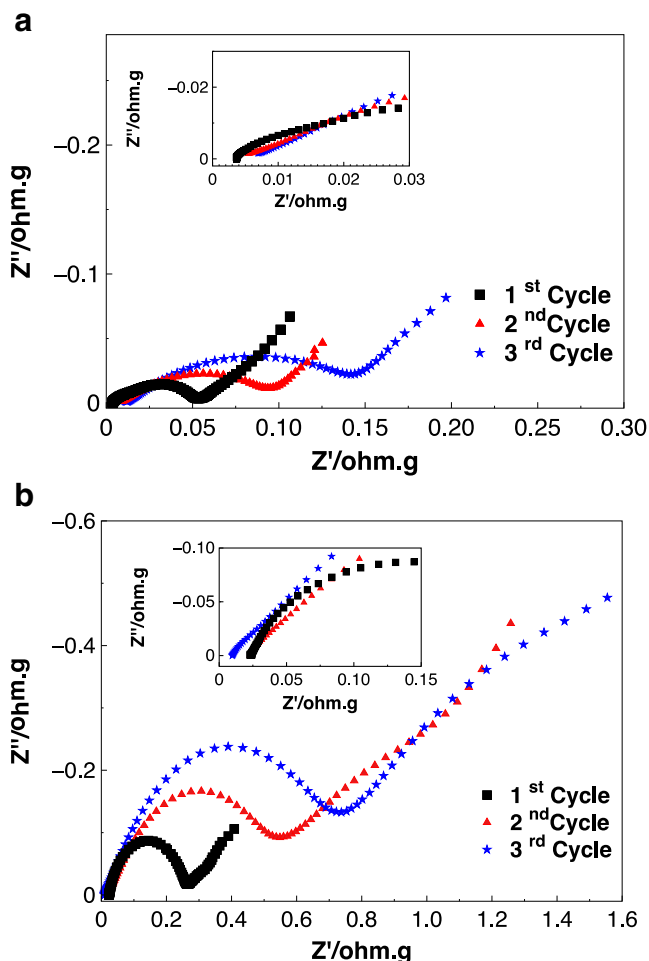 a
Z''/ohm.g
-0.2
-0.1
0
0.00 0.05 0.10 0.15 0.20 0.25 0.30
Z'/ohm.g
Z''/ohm.g
-0.02
0
0 0.01 0.02 0.03
Z'/ohm.g
1 st Cycle
2 nd Cycle
3 rd Cycle
b
Z''/ohm.g
-0.6
-0.4
-0.2
0
0 0.2 0.4 0.6 0.8 1.0 1.2 1.4 1.6
Z'/ohm.g
Z''/ohm.g
-0.10
-0.05
0
0 0.05 0.10 0.15
Z'/ohm.g
1 st Cycle
2 nd Cycle
3 rd Cycle